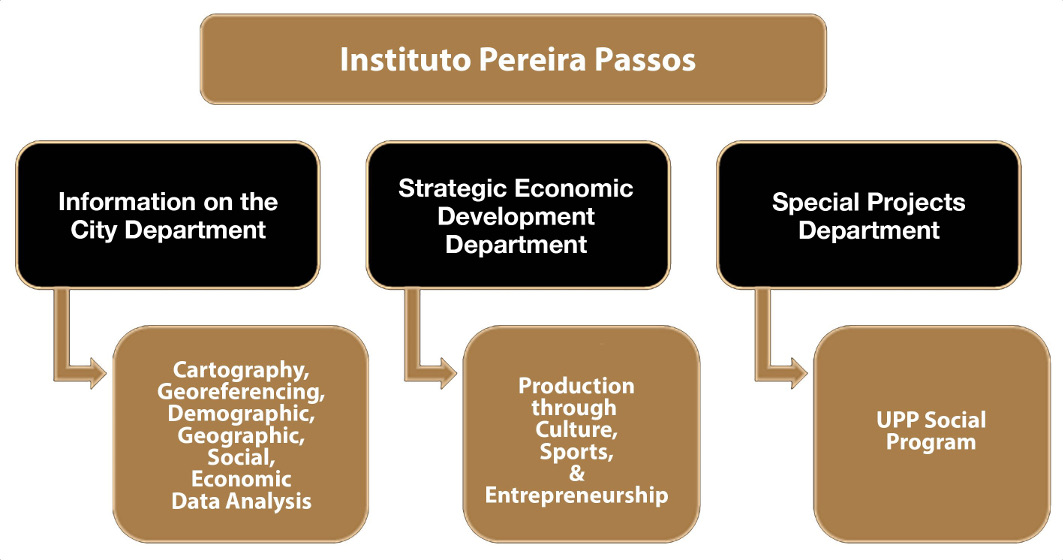 Instituto Pereira Passos
Information on the
City Department
Strategic Economic
Development
Department
Special Projects
Department
Cartography,
Georeferencing,
Demographic,
Geographic,
Social,
Economic
Data Analysis
Production
through
Culture,
Sports,
&
Entrepreneurship
UPP Social
Program